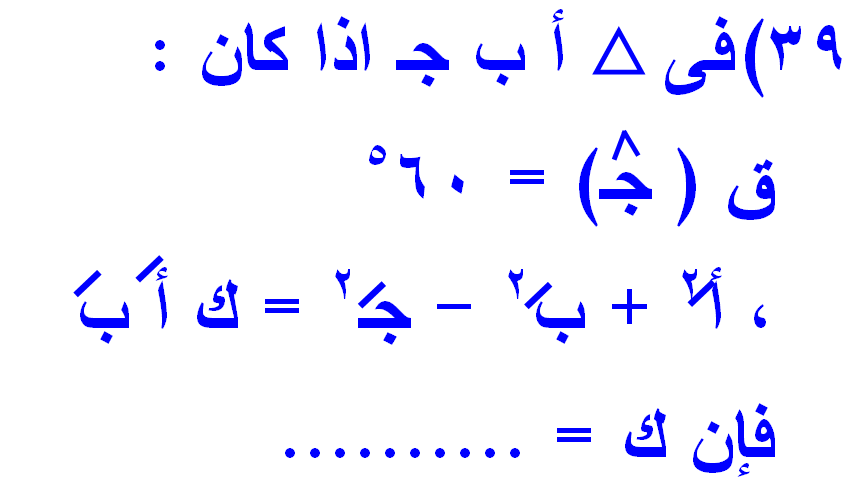 ٣٩)فى △ أ ب جـ اذا كان :
ق ( جـ^ ) = ٦٠°
، أَ٢ + بَ٢ − جـَ٢ = ك أَ بَ
فإن ك = ..........